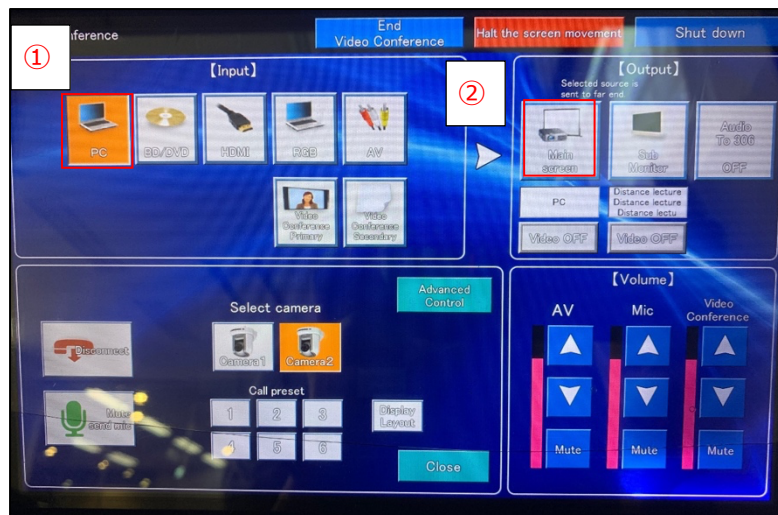 ①
nference
End
Video Conference
Halt the screen movement
Shut down
【Input】
PC
BD/DVD
HDMI
RGB
AV
Video
Conference
Primary
Video
Conference
Secondary
②
【Output】
Selected source is
sent to far end.
Main
screen
Sub
Monitor
Audio
To 306
OFF
PC
Distance lecture
Distance lecture
Distance lectu
Video OFF
Video OFF
Advanced
Control
Select camera
Disconnect
Camera1
Camera2
Call preset
Mute
send mic
1
2
3
Display
Layout
4
5
6
Close
【Volume】
AV
Mic
Video
Conference
Mute
Mute
Mute